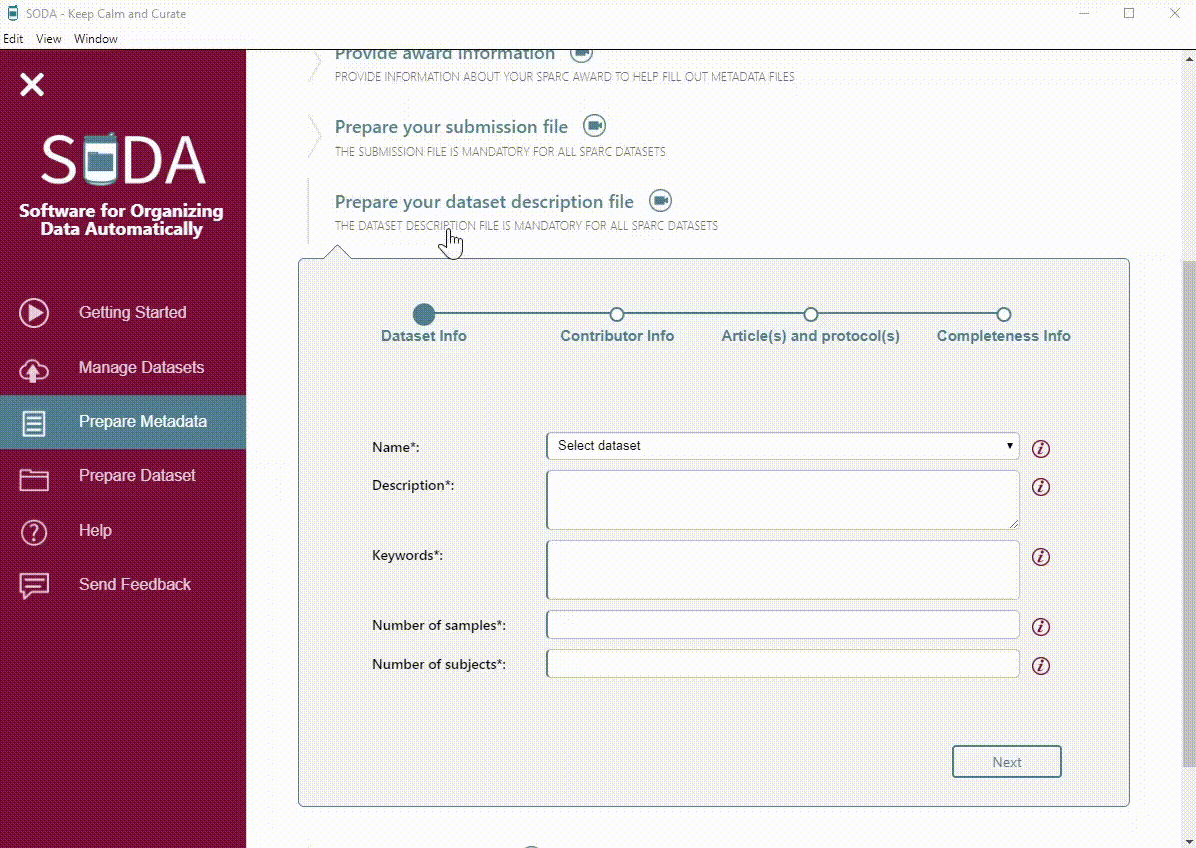 SODA - Keep Calm and Curate
Edit View Window
Provide award information
PROVIDE INFORMATION ABOUT YOUR SPARC AWARD TO HELP FILL OUT METADATA FILES
Prepare your submission file
THE SUBMISSION FILE IS MANDATORY FOR ALL SPARC DATASETS
Prepare your dataset description file
THE DATASET DESCRIPTION FILE IS MANDATORY FOR ALL SPARC DATASETS
SODA
Software for Organizing
Data Automatically
Getting Started
Manage Datasets
Prepare Metadata
Prepare Dataset
Help
Send Feedback
Dataset Info
Contributor Info
Article(s) and protocol(s)
Completeness Info
Name*:
Select dataset
Description*:
Keywords*:
Number of samples*:
Number of subjects*:
Next